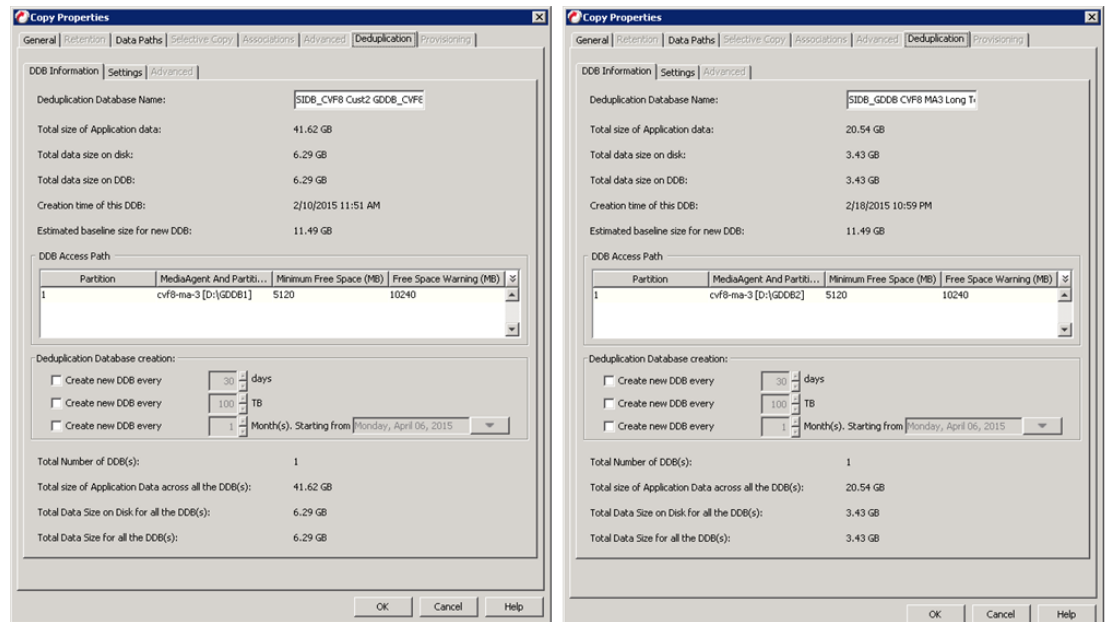 Copy Properties
General Retention Data Paths Selective Copy Associations Advanced Deduplication Provisioning
DDB Information Settings Advanced
Deduplication Database Name: SIDB_CVF8 Cust2 GDDB_CVF8
Total size of Application data: 41.62 GB
Total data size on disk: 6.29 GB
Total data size on DDB: 6.29 GB
Creation time of this DDB: 2/10/2015 11:51 AM
Estimated baseline size for new DDB: 11.49 GB
DDB Access Path
Partition MediaAgent And Partiti... Minimum Free Space (MB) Free Space Warning (MB)
1 cvf8-ma-3 [D:\GDDB1] 5120 10240
Deduplication Database creation:
Create new DDB every 30 days
Create new DDB every 100 TB
Create new DDB every 1 Month(s). Starting from Monday, April 06, 2015
Total Number of DDB(s): 1
Total size of Application Data across all the DDB(s): 41.62 GB
Total Data Size on Disk for all the DDB(s): 6.29 GB
Total Data Size for all the DDB(s): 6.29 GB
OK Cancel Help
Copy Properties
General Retention Data Paths Selective Copy Associations Advanced Deduplication Provisioning
DDB Information Settings Advanced
Deduplication Database Name: SIDB_GDDB CVF8 MA3 Long
Total size of Application data: 20.54 GB
Total data size on disk: 3.43 GB
Total data size on DDB: 3.43 GB
Creation time of this DDB: 2/18/2015 10:59 PM
Estimated baseline size for new DDB: 11.49 GB
DDB Access Path
Partition MediaAgent And Partiti... Minimum Free Space (MB) Free Space Warning (MB)
1 cvf8-ma-3 [D:\GDDB2] 5120 10240
Deduplication Database creation:
Create new DDB every 30 days
Create new DDB every 100 TB
Create new DDB every 1 Month(s). Starting from Monday, April 06, 2015
Total Number of DDB(s): 1
Total size of Application Data across all the DDB(s): 20.54 GB
Total Data Size on Disk for all the DDB(s): 3.43 GB
Total Data Size for all the DDB(s): 3.43 GB
OK Cancel Help